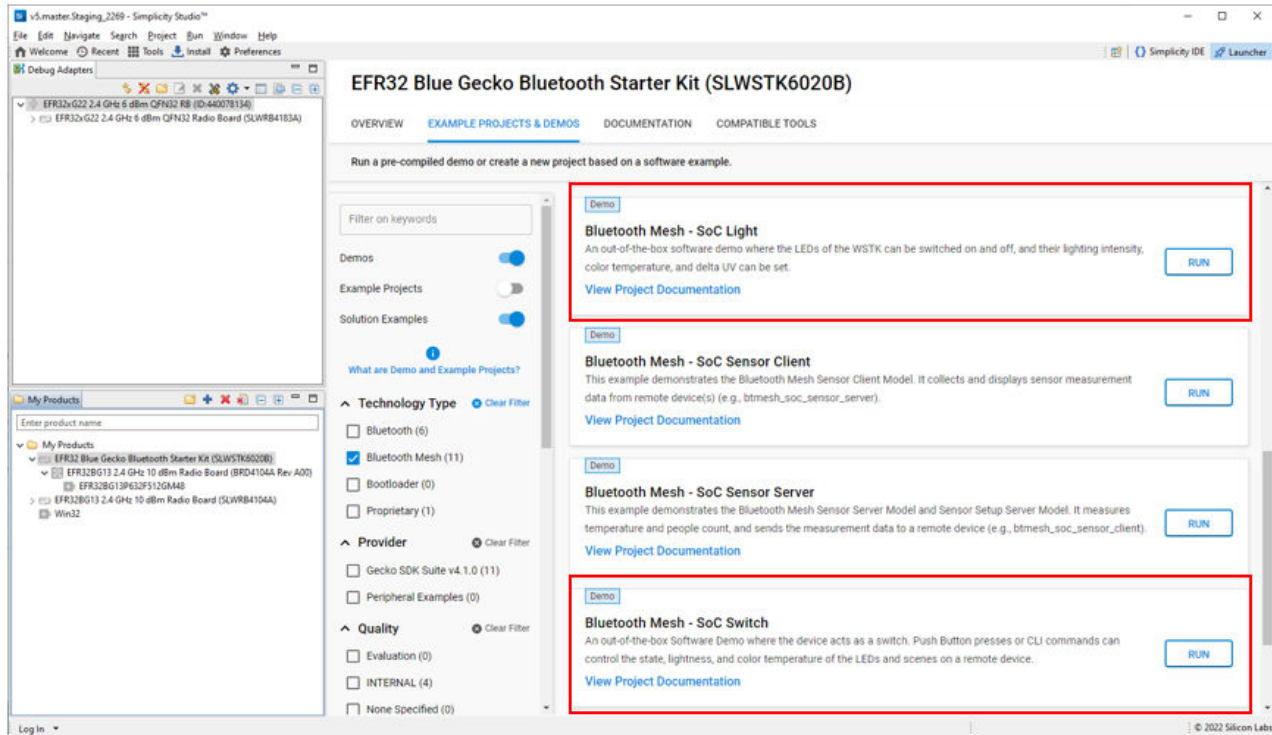 v5.master.Staging_2269 - Simplicity Studio™
File Edit Navigate Search Project Run Window Help
Welcome Recent Tools Install Preferences
Simplicity IDE Launcher
Debug Adapters
EFR32xG22 2.4 GHz 6 dBm QFN32 RB (ID:440078134)
EFR32xG22 2.4 GHz 6 dBm QFN32 Radio Board (SLWRB4183A)
My Products
Enter product name
My Products
EFR32 Blue Gecko Bluetooth Starter Kit (SLWSTK6020B)
EFR32BG13 2.4 GHz 10 dBm Radio Board (BRD4104A Rev A00)
EFR32BG13P632F512GM48
EFR32BG13 2.4 GHz 10 dBm Radio Board (SLWRB4104A)
Win32
EFR32 Blue Gecko Bluetooth Starter Kit (SLWSTK6020B)
OVERVIEW EXAMPLE PROJECTS & DEMOS DOCUMENTATION COMPATIBLE TOOLS
Run a pre-compiled demo or create a new project based on a software example.
Filter on keywords
Demos
Example Projects
Solution Examples
What are Demo and Example Projects?
Technology Type Clear Filter
Bluetooth (6)
Bluetooth Mesh (11)
Bootloader (0)
Proprietary (1)
Provider Clear Filter
Gecko SDK Suite v4.1.0 (11)
Peripheral Examples (0)
Quality Clear Filter
Evaluation (0)
INTERNAL (4)
None Specified (0)
Demo
Bluetooth Mesh - SoC Light
An out-of-the-box software demo where the LEDs of the WSTK can be switched on and off, and their lighting intensity,
color temperature, and delta UV can be set.
RUN
View Project Documentation
Demo
Bluetooth Mesh - SoC Sensor Client
This example demonstrates the Bluetooth Mesh Sensor Client Model. It collects and displays sensor measurement
data from remote device(s) (e.g., btmesh_soc_sensor_server).
RUN
View Project Documentation
Demo
Bluetooth Mesh - SoC Sensor Server
This example demonstrates the Bluetooth Mesh Sensor Server Model and Sensor Setup Server Model. It measures
temperature and people count, and sends the measurement data to a remote device (e.g., btmesh_soc_sensor_client).
RUN
View Project Documentation
Demo
Bluetooth Mesh - SoC Switch
An out-of-the-box Software Demo where the device acts as a switch. Push Button presses or CLI commands can
control the state, lightness, and color temperature of the LEDs and scenes on a remote device.
RUN
View Project Documentation
Log In
© 2022 Silicon Labs